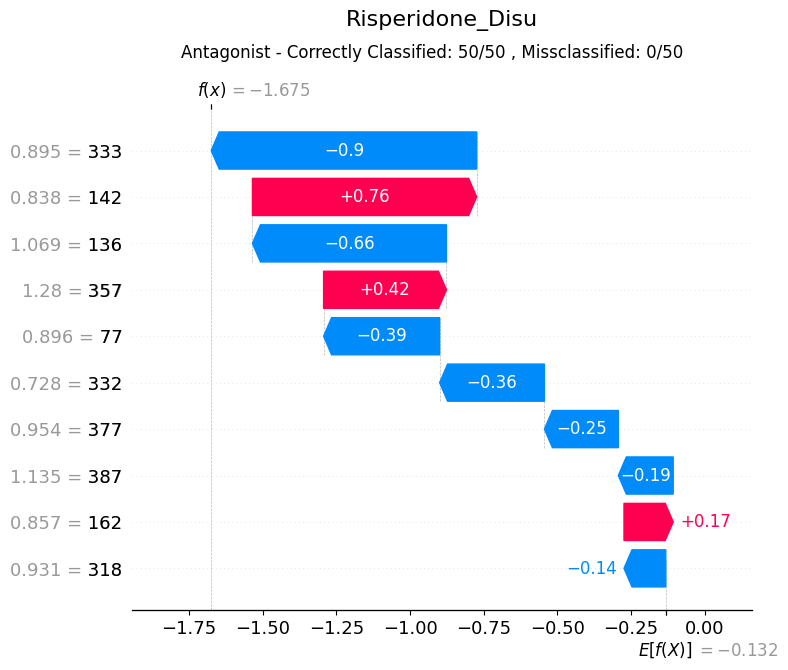 Risperidone_Disu
Antagonist - Correctly Classified: 50/50 , Missclassified: 0/50
f(x) = −1.675
0.895 = 333
−0.9
0.838 = 142
+0.76
1.069 = 136
−0.66
1.28 = 357
+0.42
0.896 = 77
−0.39
0.728 = 332
−0.36
0.954 = 377
−0.25
1.135 = 387
−0.19
0.857 = 162
+0.17
0.931 = 318
−0.14
−1.75 −1.50 −1.25 −1.00 −0.75 −0.50 −0.25 0.00
E[f(X)] = −0.132